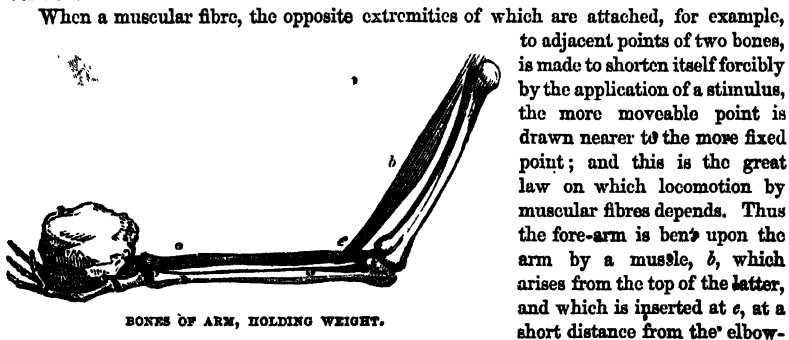 When a muscular fibre, the opposite extremities of which are attached, for example,
to adjacent points of two bones,
is made to shorten itself forcibly
by the application of a stimulus,
the more moveable point is
drawn nearer to the more fixed
point; and this is the great
law on which locomotion by
muscular fibres depends. Thus
the fore-arm is bent upon the
arm by a muscle, b, which
arises from the top of the latter,
and which is inserted at e, at a
short distance from the elbow-
b
e
BONES OF ARM, HOLDING WEIGHT.